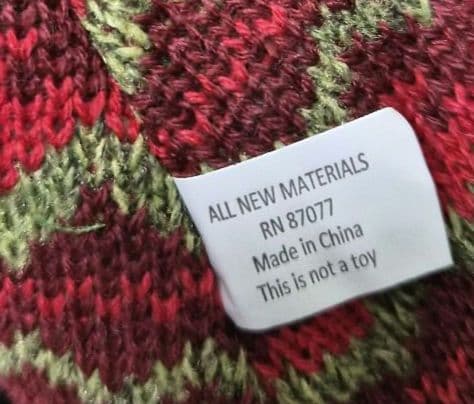 ALL NEW MATERIALS
RN 87077
Made in China
This is not a toy